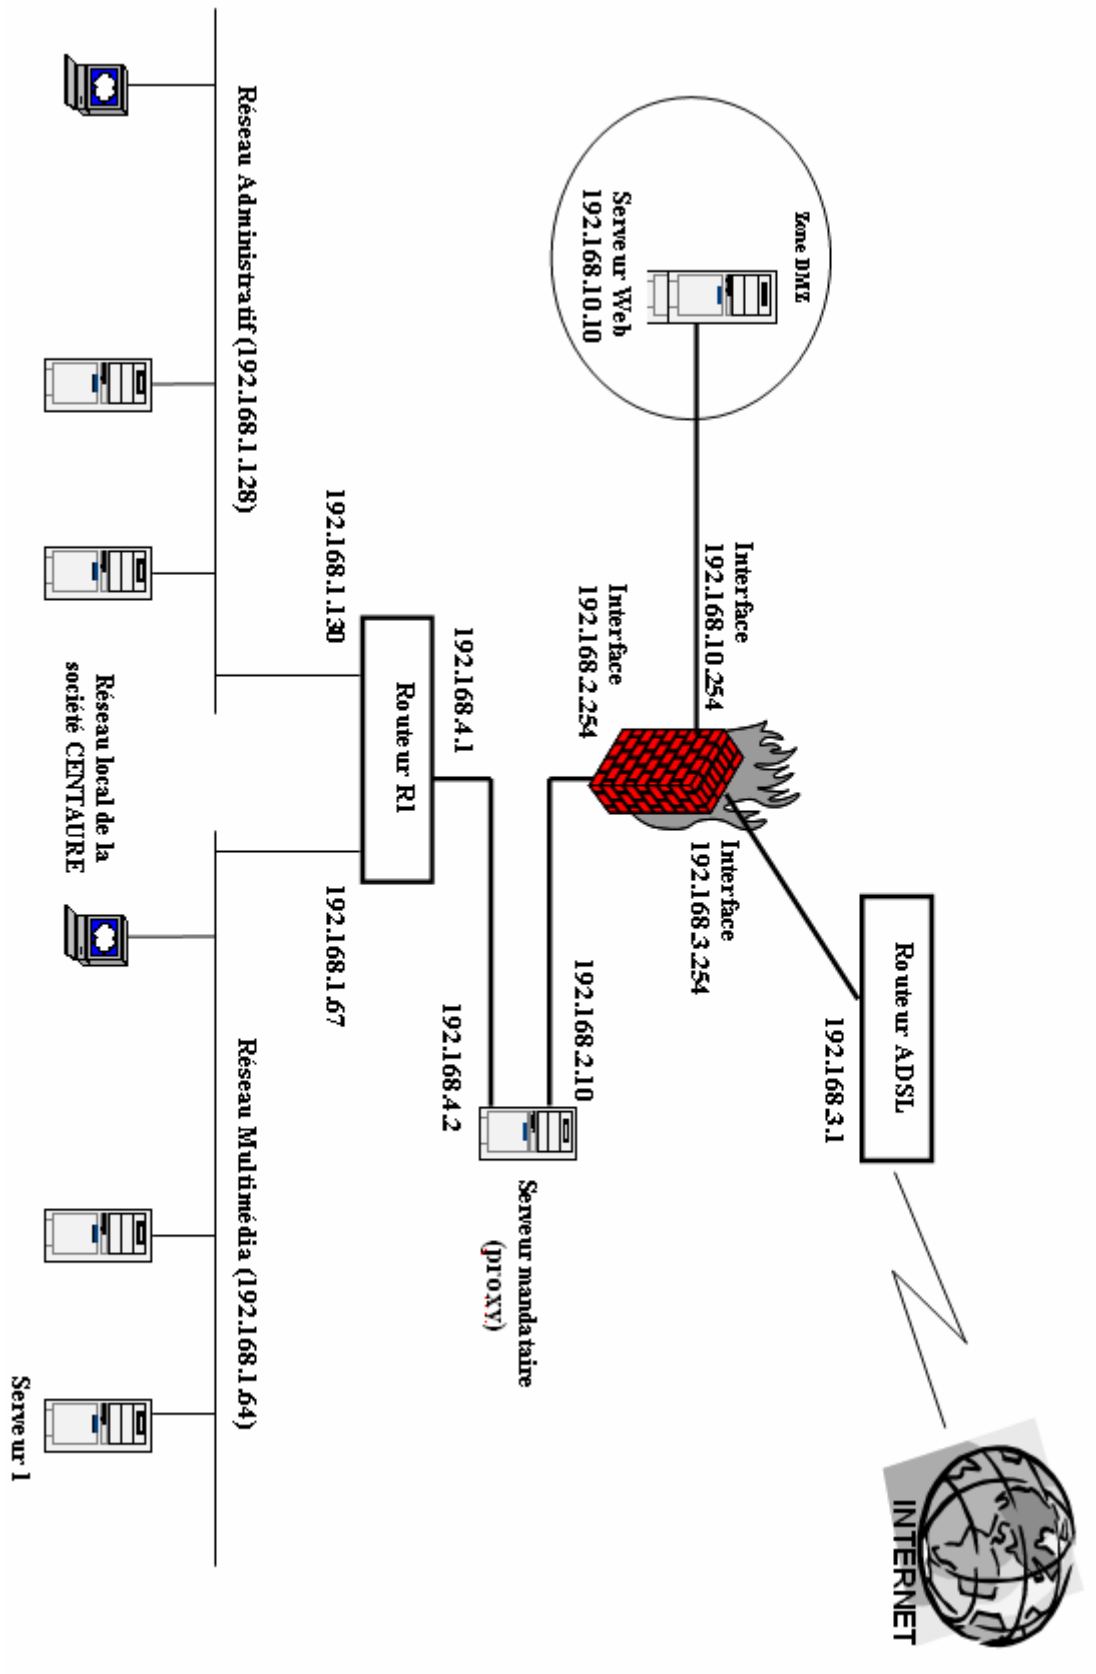 INTERNET
Routeur ADSL
192.168.3.1
Zone DMZ
Serveur Web
192.168.10.10
Interface
192.168.10.254
Interface
192.168.3.254
Interface
192.168.2.254
192.168.2.10
Serveur mandataire
(proxy)
192.168.4.1
192.168.4.2
Routeur R1
192.168.1.130
192.168.1.67
Réseau Administratif (192.168.1.128)
Réseau Multimédia (192.168.1.64)
Réseau local de la
société CENTAURE
Serveur 1